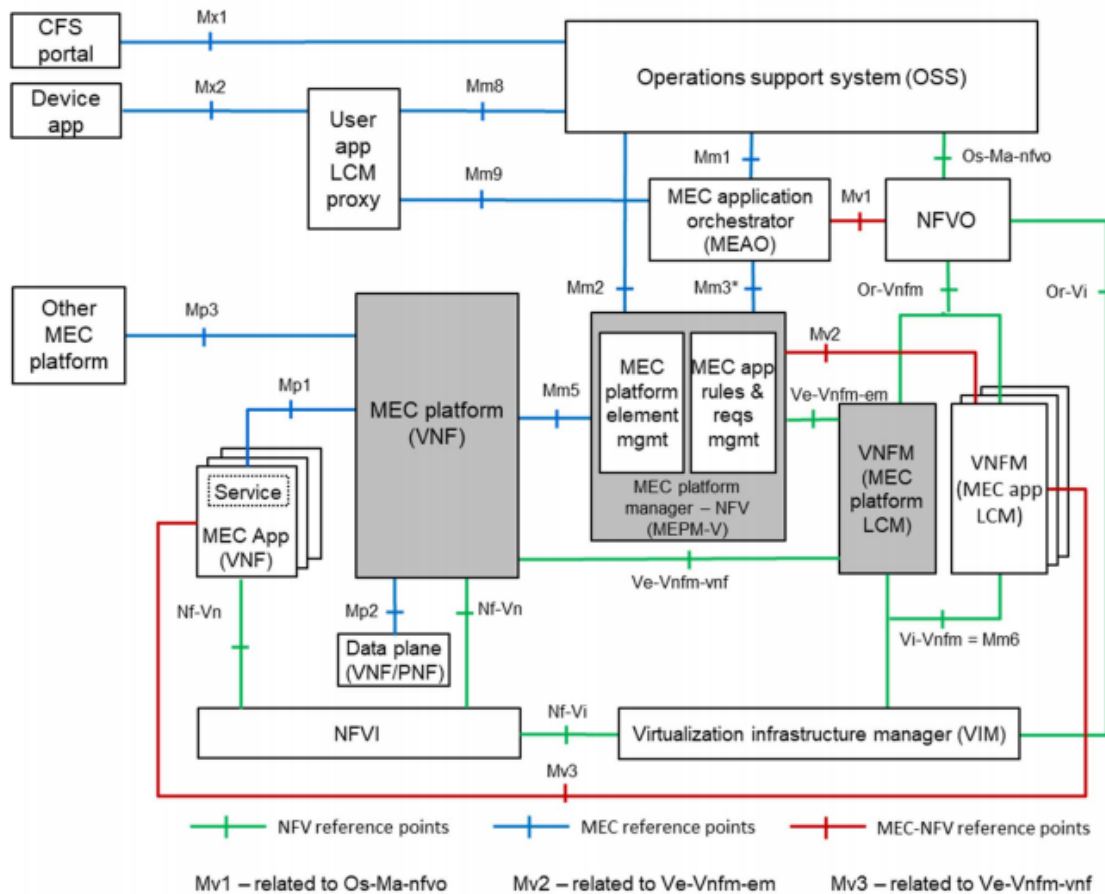 CFS
portal
Mx1
Operations support system (OSS)
Device
app
Mx2
User
app
LCM
proxy
Mm8
Mm9
Mm1
Os-Ma-nfvo
MEC application
orchestrator
(MEAO)
Mv1
NFVO
Other
MEC
platform
Mp3
Mm2
Mm3*
Or-Vnfm
Or-Vi
MEC platform
(VNF)
Mp1
Mm5
MEC
platform
element
mgmt
MEC app
rules &
reqs
mgmt
MEC platform
manager – NFV
(MEPM-V)
Mv2
Ve-Vnfm-em
VNFM
(MEC
platform
LCM)
VNFM
(MEC app
LCM)
Service
MEC App
(VNF)
Ve-Vnfm-vnf
Nf-Vn
Mp2
Nf-Vn
Data plane
(VNF/PNF)
Vi-Vnfm = Mm6
NFVI
Nf-Vi
Virtualization infrastructure manager (VIM)
Mv3
NFV reference points
MEC reference points
MEC-NFV reference points
Mv1 – related to Os-Ma-nfvo
Mv2 – related to Ve-Vnfm-em
Mv3 – related to Ve-Vnfm-vnf